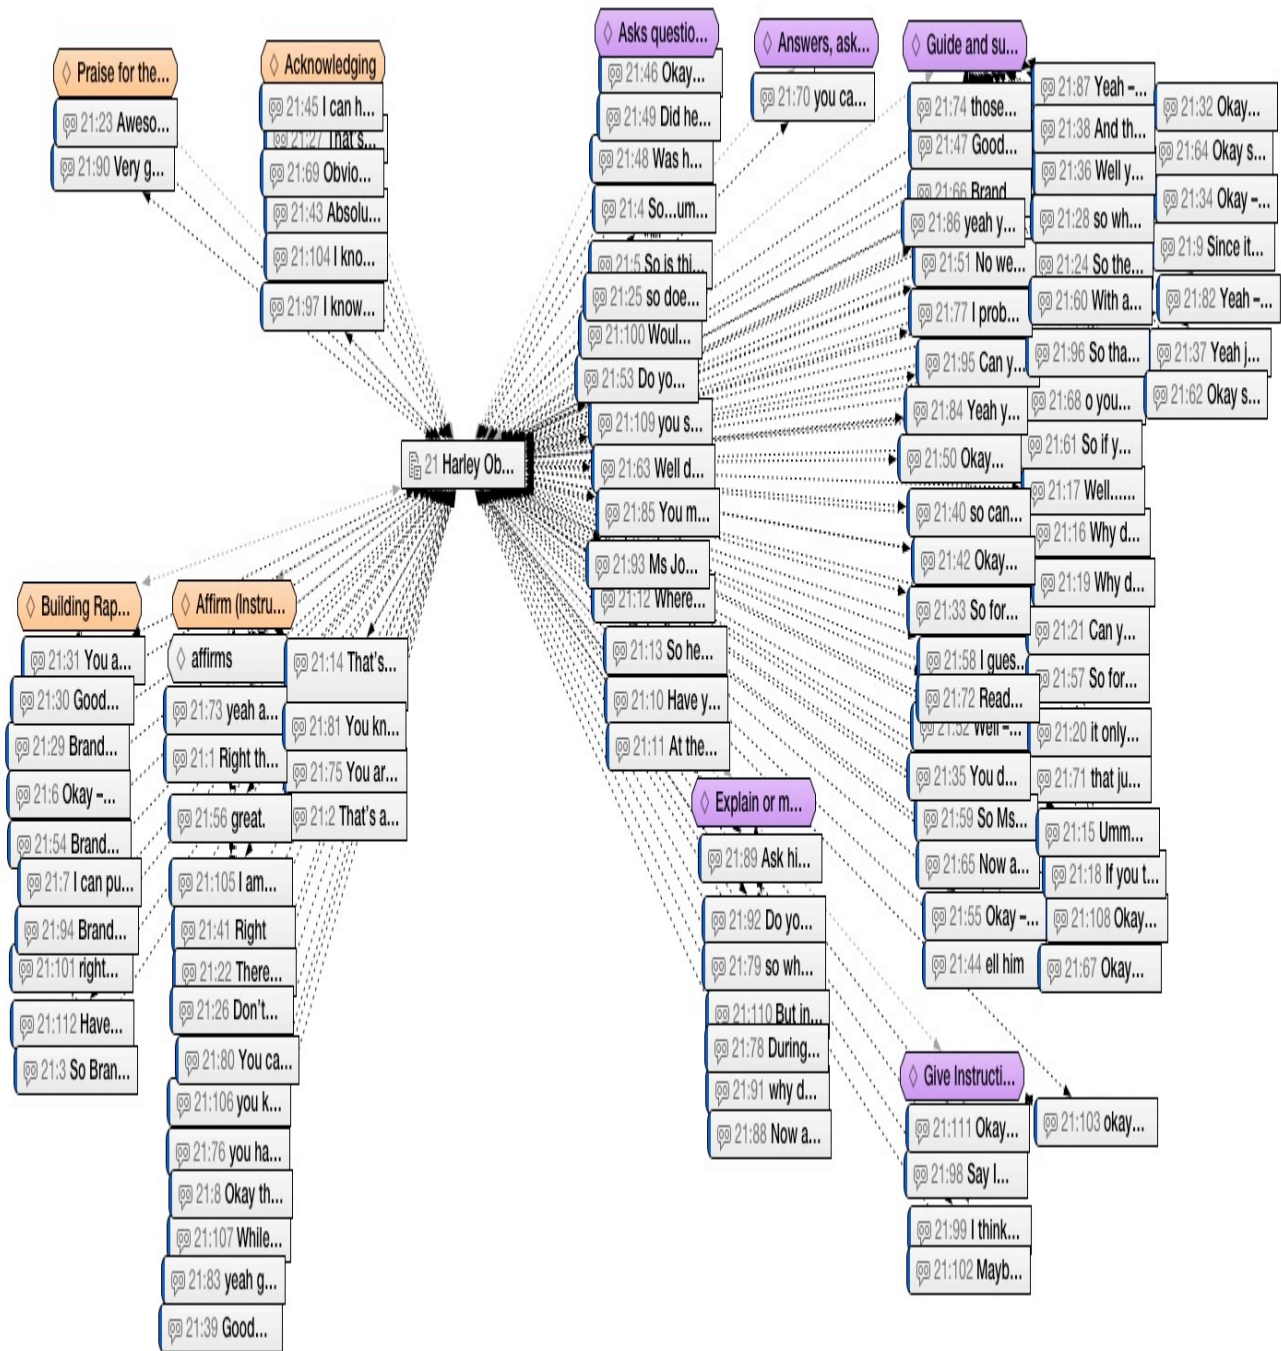 Praise for the...
21:23 Aweso...
21:90 Very g...
Acknowledging
21:45 I can h...
21:27 That's...
21:69 Obvio...
21:43 Absolu...
21:104 I kno...
21:97 I know...
Asks questio...
21:46 Okay...
21:49 Did he...
21:48 Was h...
21:4 So...um...
21:5 So is thi...
21:25 so doe...
21:100 Woul...
21:53 Do yo...
21:109 you s...
21:63 Well d...
21:85 You m...
21:93 Ms Jo...
21:12 Where...
21:13 So he...
21:10 Have y...
21:11 At the...
Answers, ask...
21:70 you ca...
Guide and su...
21:74 those...
21:47 Good...
21:66 Brand
21:86 yeah y...
21:51 No we...
21:77 I prob...
21:95 Can y...
21:84 Yeah y...
21:50 Okay...
21:40 so can...
21:42 Okay...
21:33 So for...
21:58 I gues...
21:72 Read...
21:52 Well –...
21:35 You d...
21:59 So Ms...
21:65 Now a...
21:55 Okay –...
21:44 ell him
21:87 Yeah –...
21:38 And th...
21:36 Well y...
21:28 so wh...
21:24 So the...
21:60 With a...
21:96 So tha...
21:68 o you...
21:61 So if y...
21:17 Well......
21:16 Why d...
21:19 Why d...
21:21 Can y...
21:57 So for...
21:20 it only...
21:71 that ju...
21:15 Umm...
21:18 If you t...
21:108 Okay...
21:67 Okay...
21:32 Okay...
21:64 Okay s...
21:34 Okay –...
21:9 Since it...
21:82 Yeah –...
21:37 Yeah j...
21:62 Okay s...
21 Harley Ob...
Building Rap...
21:31 You a...
21:30 Good...
21:29 Brand...
21:6 Okay –...
21:54 Brand...
21:7 I can pu...
21:94 Brand...
21:101 right...
21:112 Have...
21:3 So Bran...
Affirm (Instru...
affirms
21:73 yeah a...
21:1 Right th...
21:56 great.
21:105 I am...
21:41 Right
21:22 There...
21:26 Don't...
21:80 You ca...
21:106 you k...
21:76 you ha...
21:8 Okay th...
21:107 While...
21:83 yeah g...
21:39 Good...
21:14 That's...
21:81 You kn...
21:75 You ar...
21:2 That's a...
Explain or m...
21:89 Ask hi...
21:92 Do yo...
21:79 so wh...
21:110 But in...
21:78 During...
21:91 why d...
21:88 Now a...
Give Instructi...
21:111 Okay...
21:98 Say I...
21:99 I think...
21:102 Mayb...
21:103 okay...